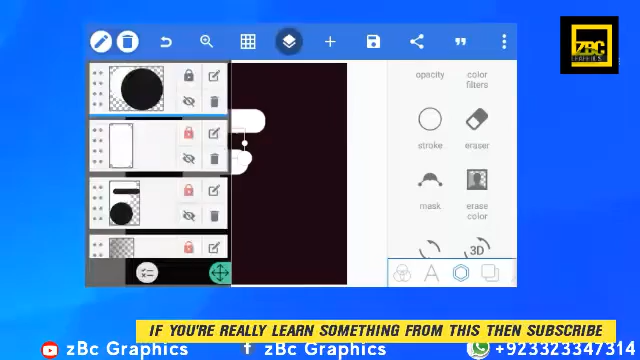 ZBC
GRAPHICS
opacity
color
filters
stroke
eraser
mask
erase
color
3D
A
IF YOU'RE REALLY LEARN SOMETHING FROM THIS THEN SUBSCRIBE
zBc Graphics
f zBc Graphics
+923323347314